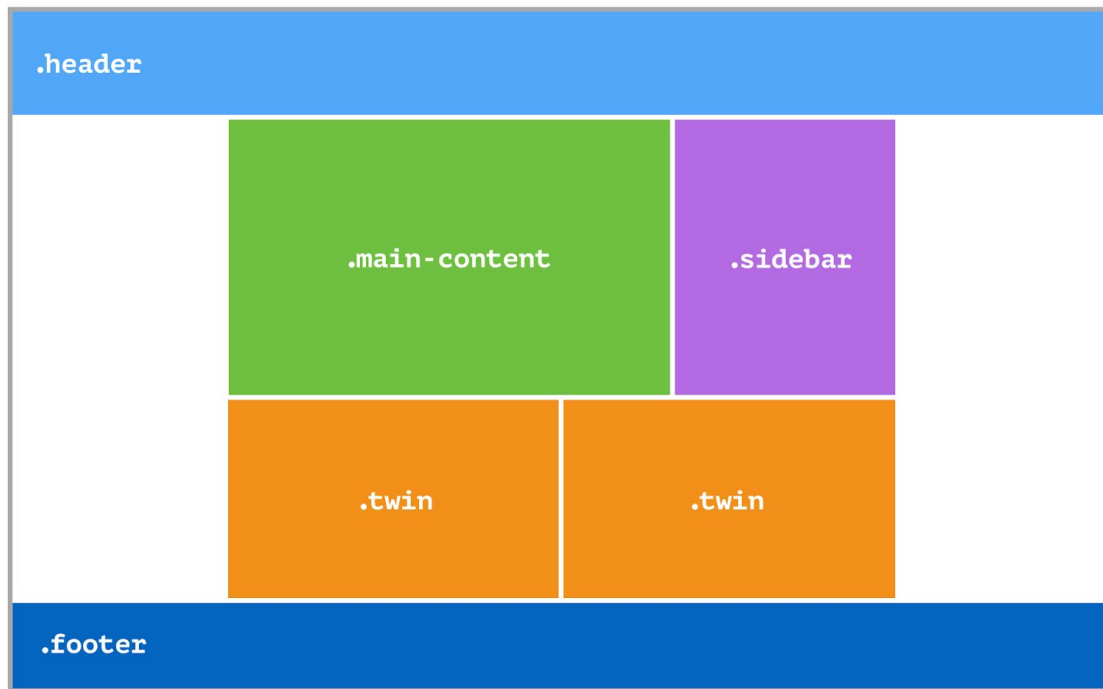 .header
.main-content
.sidebar
.twin
.twin
.footer